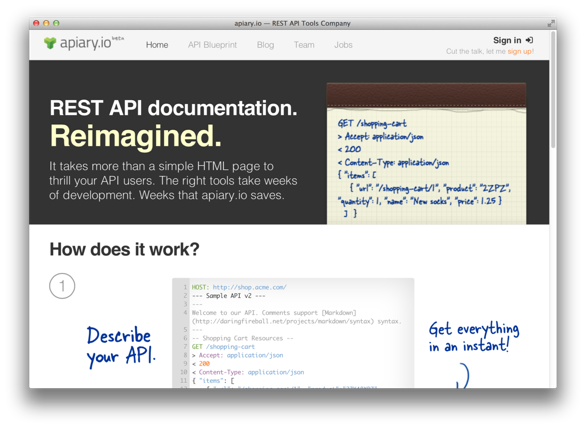 apiary.io — REST API Tools Company
apiary.io BETA
Home API Blueprint Blog Team Jobs
Sign in
Cut the talk, let me sign up!
REST API documentation.
Reimagined.
It takes more than a simple HTML page to
thrill your API users. The right tools take weeks
of development. Weeks that apiary.io saves.
GET /shopping-cart
> Accept: application/json
< 200
< Content-Type: application/json
{ "items": [
{ "url": "/shopping-cart/1", "product": "2ZPZ",
"quantity": 1, "name": "New socks", "price": 1.25 }
] }
How does it work?
1
Describe
your API.
1 HOST: http://shop.acme.com/
2 --- Sample API v2 ---
3 ---
4 Welcome to our API. Comments support [Markdown]
(http://daringfireball.net/projects/markdown/syntax) syntax.
5 ---
6 -- Shopping Cart Resources --
7 GET /shopping-cart
8 > Accept: application/json
9 < 200
10 < Content-Type: application/json
11 { "items": [
Get everything
in an instant!